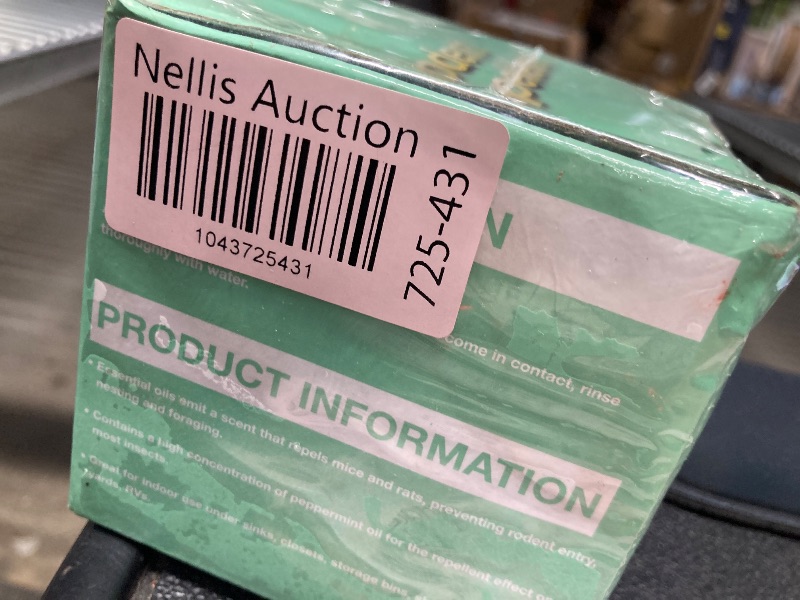 Nellis Auction
1043725431
725-431
N
thoroughly with water.
come in contact, rinse
PRODUCT INFORMATION
• Essential oils emit a scent that repels mice and rats, preventing rodent entry,
nesting and foraging.
• Contains a high concentration of peppermint oil for the repellent effect on
most insects.
• Great for indoor use under sinks, closets, storage bins,
yards, RVs.